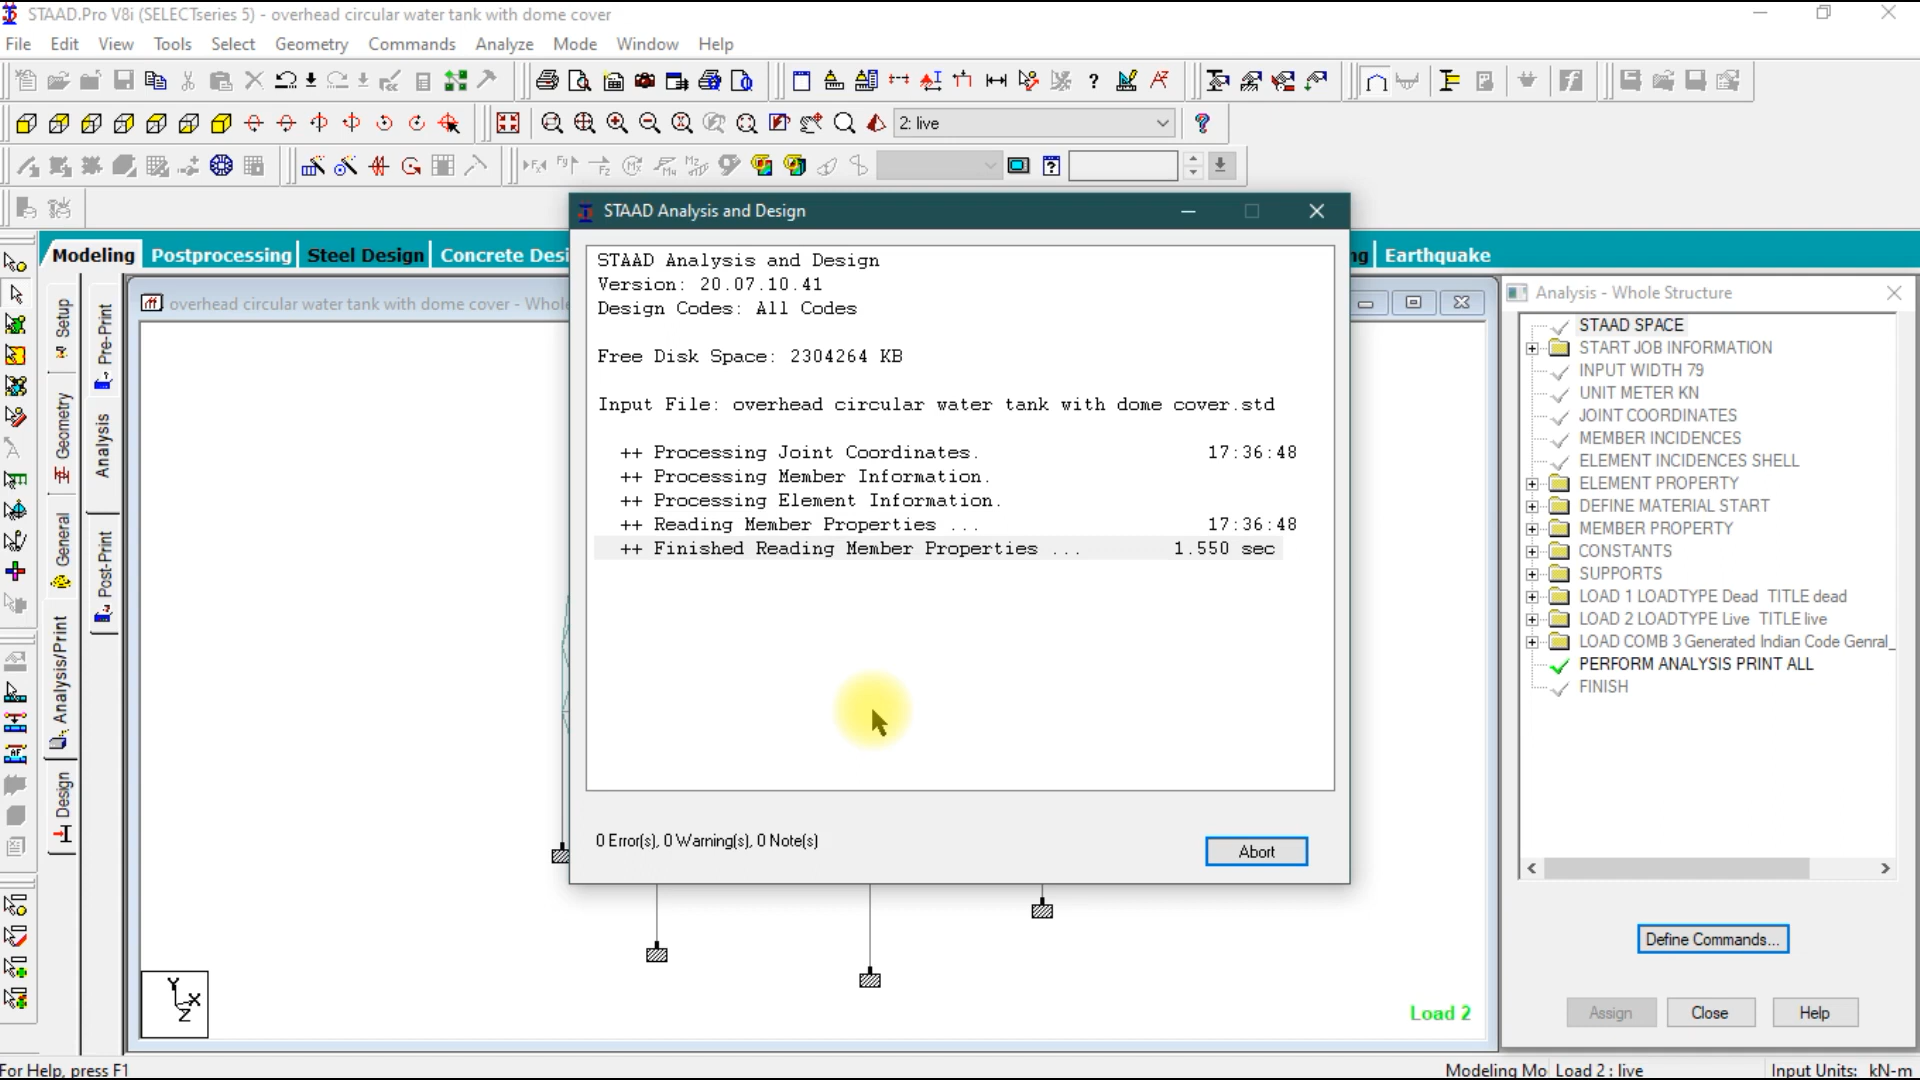 STAAD.Pro V8i (SELECTseries 5) - overhead circular water tank with dome cover
File Edit View Tools Select Geometry Commands Analyze Mode Window Help
2: live
Modeling Postprocessing Steel Design Concrete Desi
ng Earthquake
overhead circular water tank with dome cover - Whole
Setup
Geometry
General
Analysis/Print
Design
Pre-Print
Analysis
Post-Print
STAAD Analysis and Design
STAAD Analysis and Design
Version: 20.07.10.41
Design Codes: All Codes
Free Disk Space: 2304264 KB
Input File: overhead circular water tank with dome cover.std
++ Processing Joint Coordinates. 17:36:48
++ Processing Member Information.
++ Processing Element Information.
++ Reading Member Properties ... 17:36:48
++ Finished Reading Member Properties ... 1.550 sec
0 Error(s), 0 Warning(s), 0 Note(s)
Abort
Y
X
Z
Load 2
Analysis - Whole Structure
STAAD SPACE
START JOB INFORMATION
INPUT WIDTH 79
UNIT METER KN
JOINT COORDINATES
MEMBER INCIDENCES
ELEMENT INCIDENCES SHELL
ELEMENT PROPERTY
DEFINE MATERIAL START
MEMBER PROPERTY
CONSTANTS
SUPPORTS
LOAD 1 LOADTYPE Dead TITLE dead
LOAD 2 LOADTYPE Live TITLE live
LOAD COMB 3 Generated Indian Code Genral_
PERFORM ANALYSIS PRINT ALL
FINISH
Define Commands...
Assign Close Help
For Help, press F1
Modeling Mo Load 2 : live Input Units: kN-m